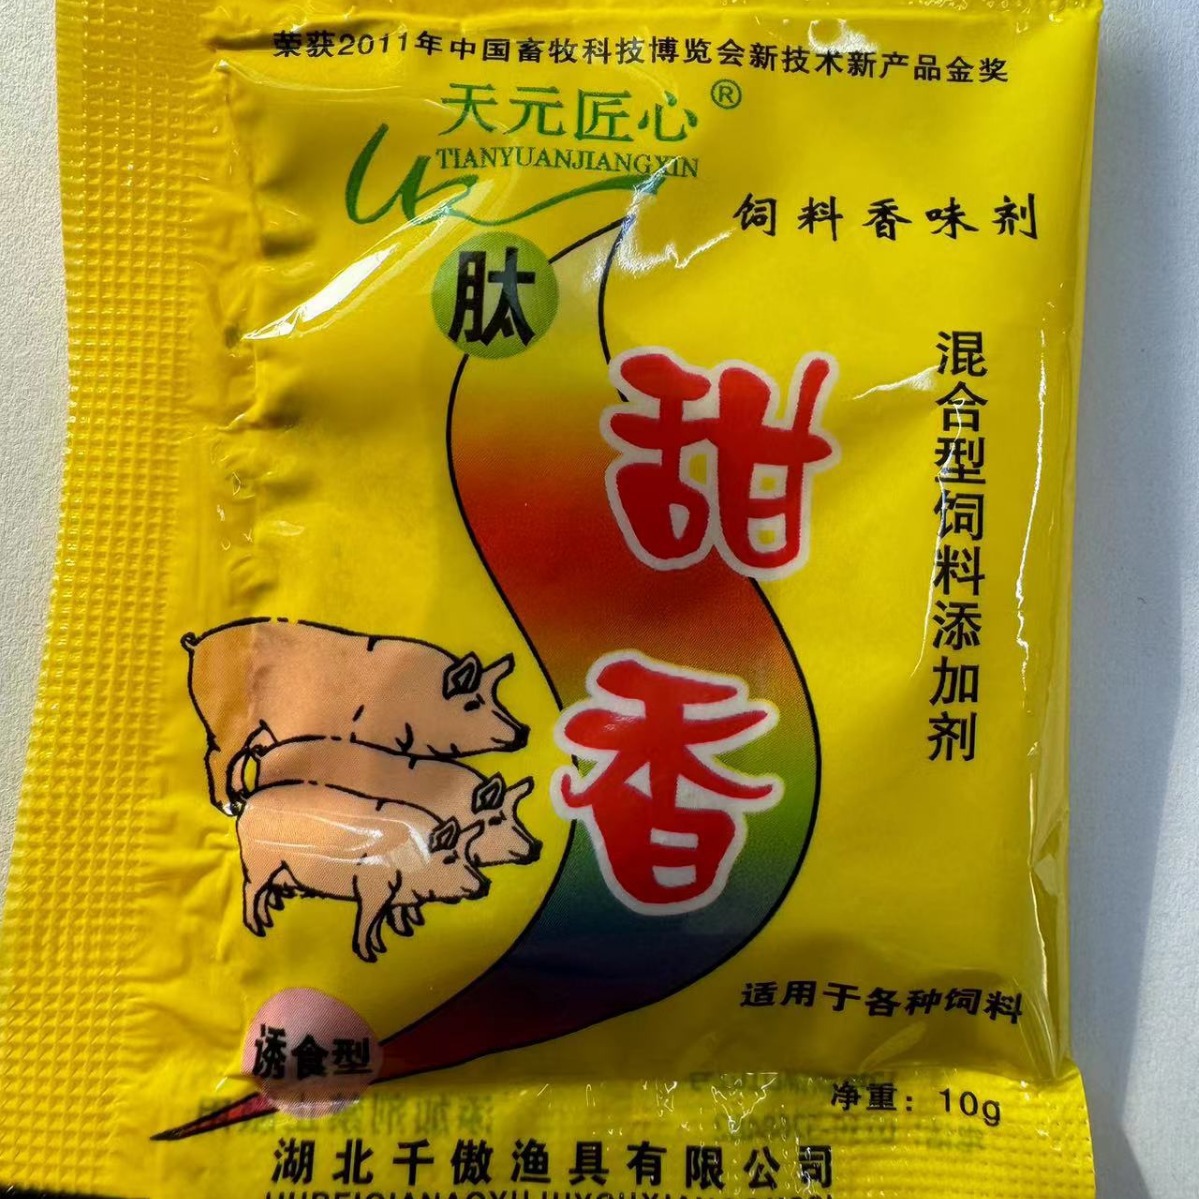 荣获2011年中国畜牧科技博览会新技术新产品金奖
天元匠心®
TIANYUANJIANGXIN
饲料香味剂
肽
甜香
混合型饲料添加剂
诱食型
适用于各种饲料
净重：10g
湖北千傲渔具有限公司